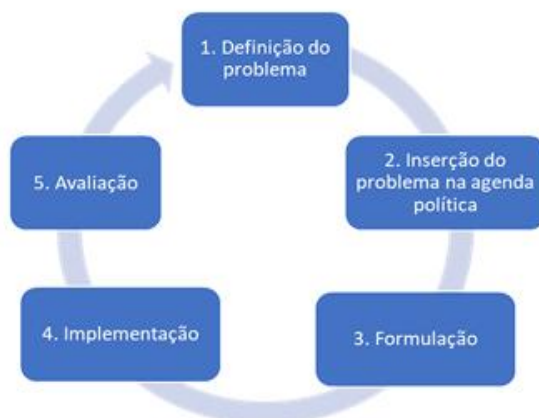 1. Definição do
problema
2. Inserção do
problema na agenda
política
3. Formulação
4. Implementação
5. Avaliação